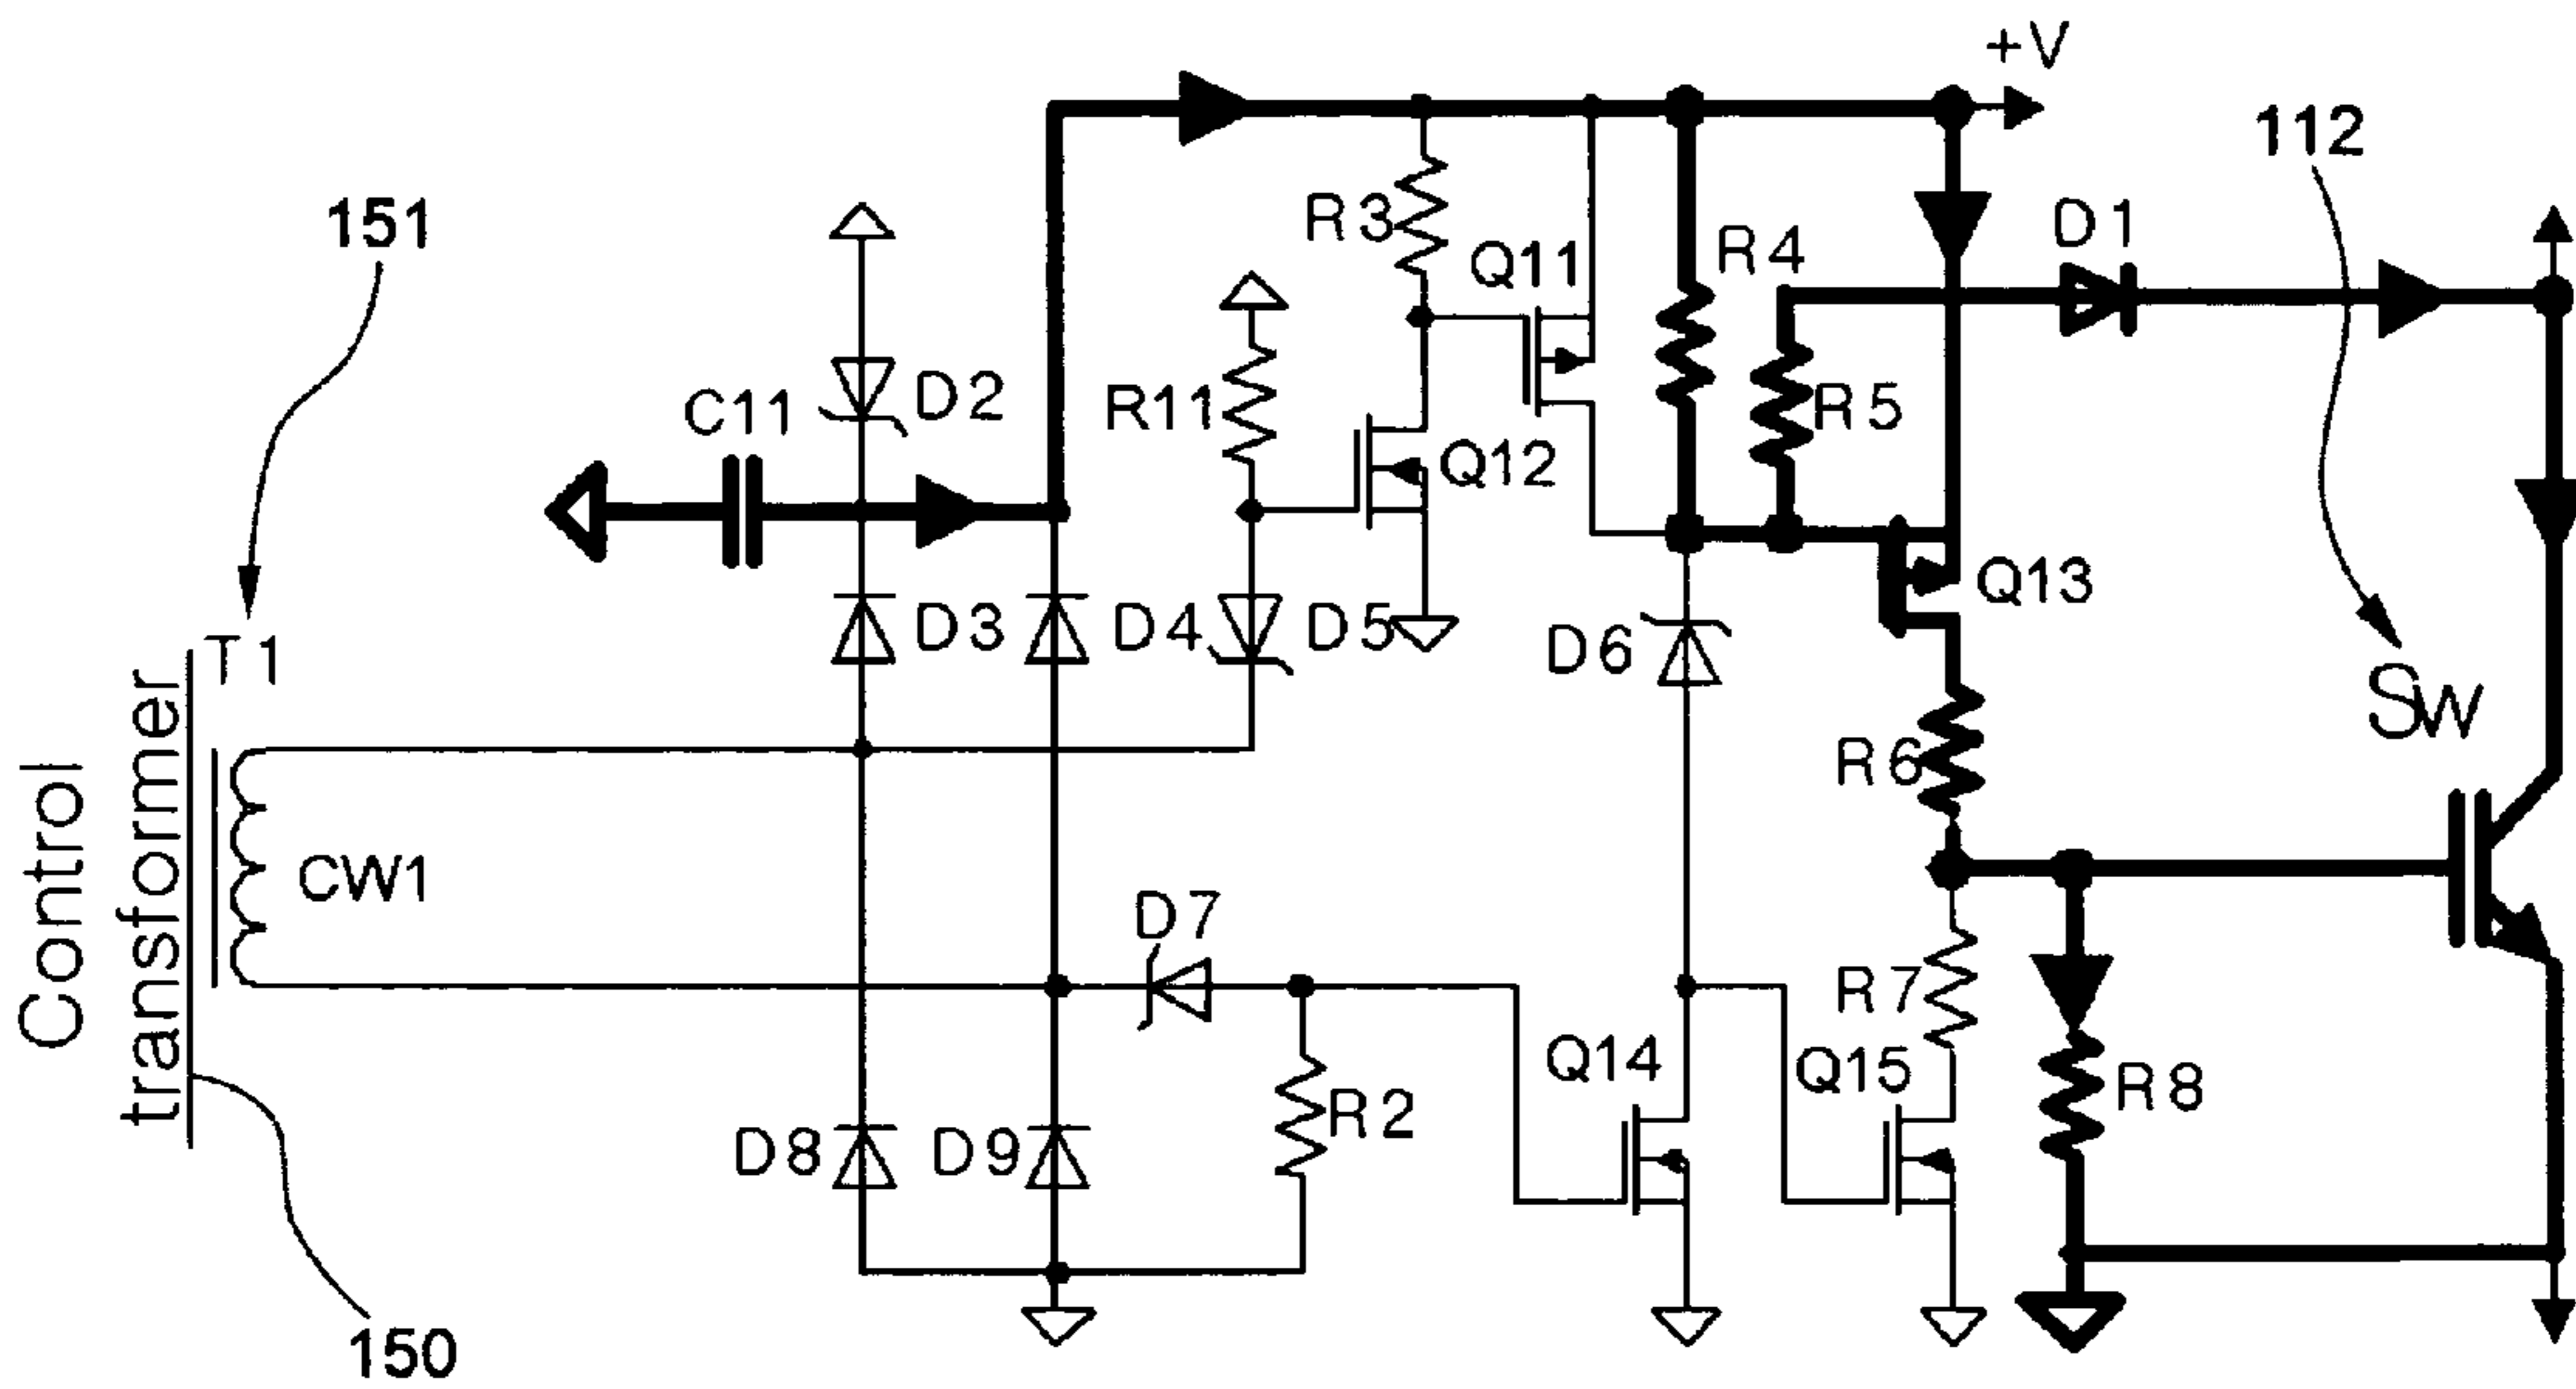 +V
112
151
R3
Q11
R4
D1
C11
D2
R11
Q12
R5
T1
D3
D4
D5
D6
Q13
SW
Control
transformer
CW1
D7
R6
R7
Q14
Q15
R8
D8
D9
R2
150